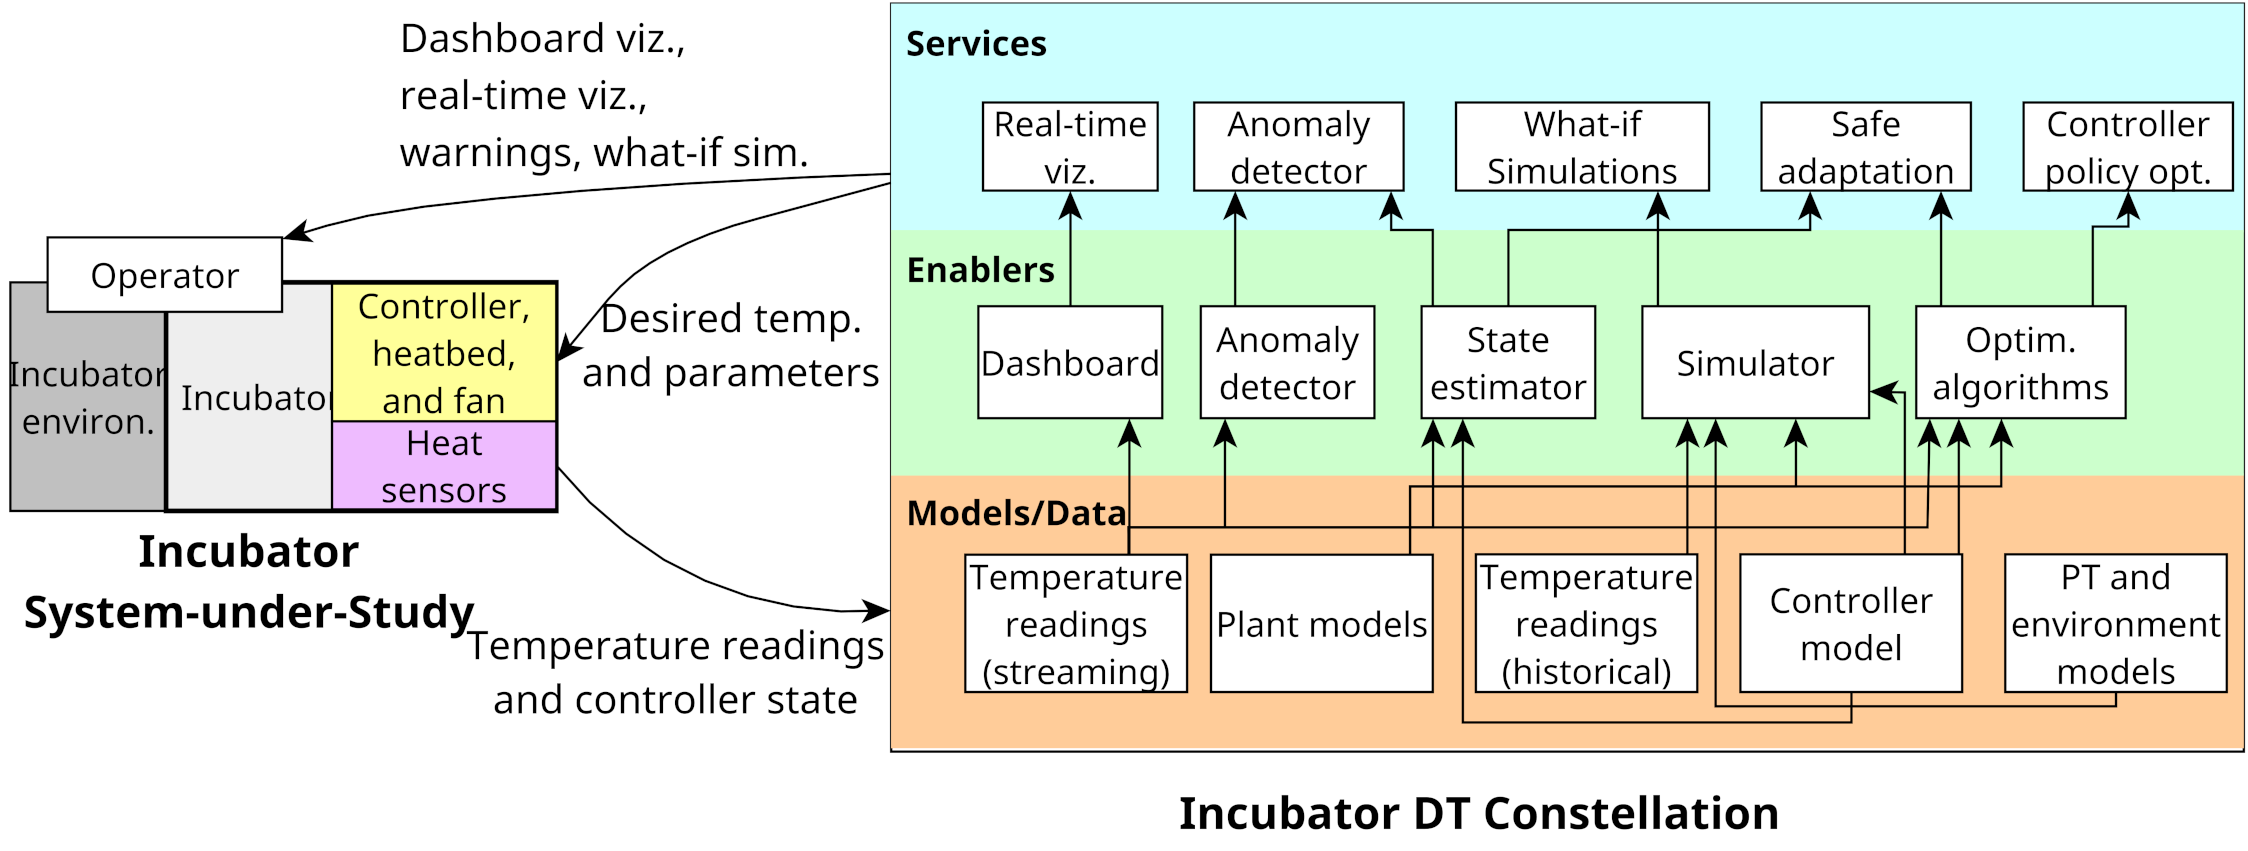 Dashboard viz.,
real-time viz.,
warnings, what-if sim.
Operator
Incubator
environ.
Incubator
Controller,
heatbed,
and fan
Heat
sensors
Incubator
System-under-Study
Desired temp.
and parameters
Temperature readings
and controller state
Services
Real-time
viz.
Anomaly
detector
What-if
Simulations
Safe
adaptation
Controller
policy opt.
Enablers
Dashboard
Anomaly
detector
State
estimator
Simulator
Optim.
algorithms
Models/Data
Temperature
readings
(streaming)
Plant models
Temperature
readings
(historical)
Controller
model
PT and
environment
models
Incubator DT Constellation